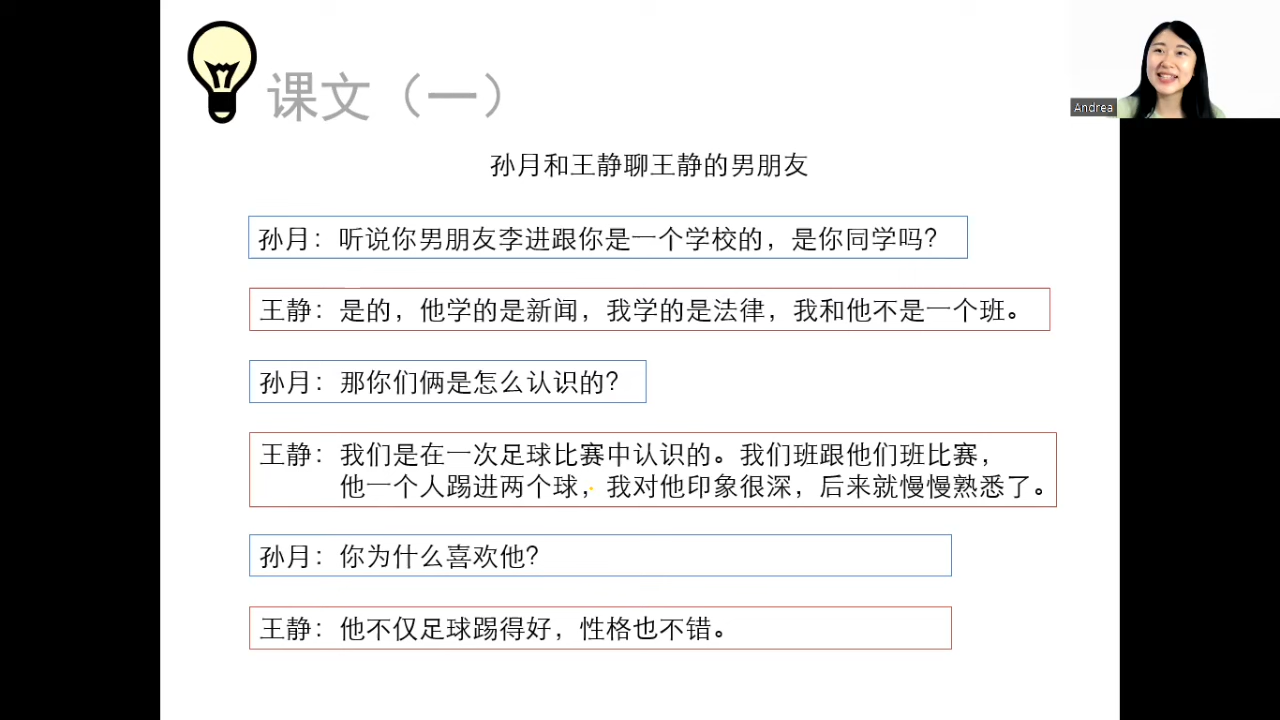 课文（一）
Andrea
孙月和王静聊王静的男朋友
孙月：听说你男朋友李进跟你是一个学校的，是你同学吗？
王静：是的，他学的是新闻，我学的是法律，我和他不是一个班。
孙月：那你们俩是怎么认识的？
王静：我们是在一次足球比赛中认识的。我们班跟他们班比赛，
他一个人踢进两个球，我对他印象很深，后来就慢慢熟悉了。
孙月：你为什么喜欢他？
王静：他不仅足球踢得好，性格也不错。